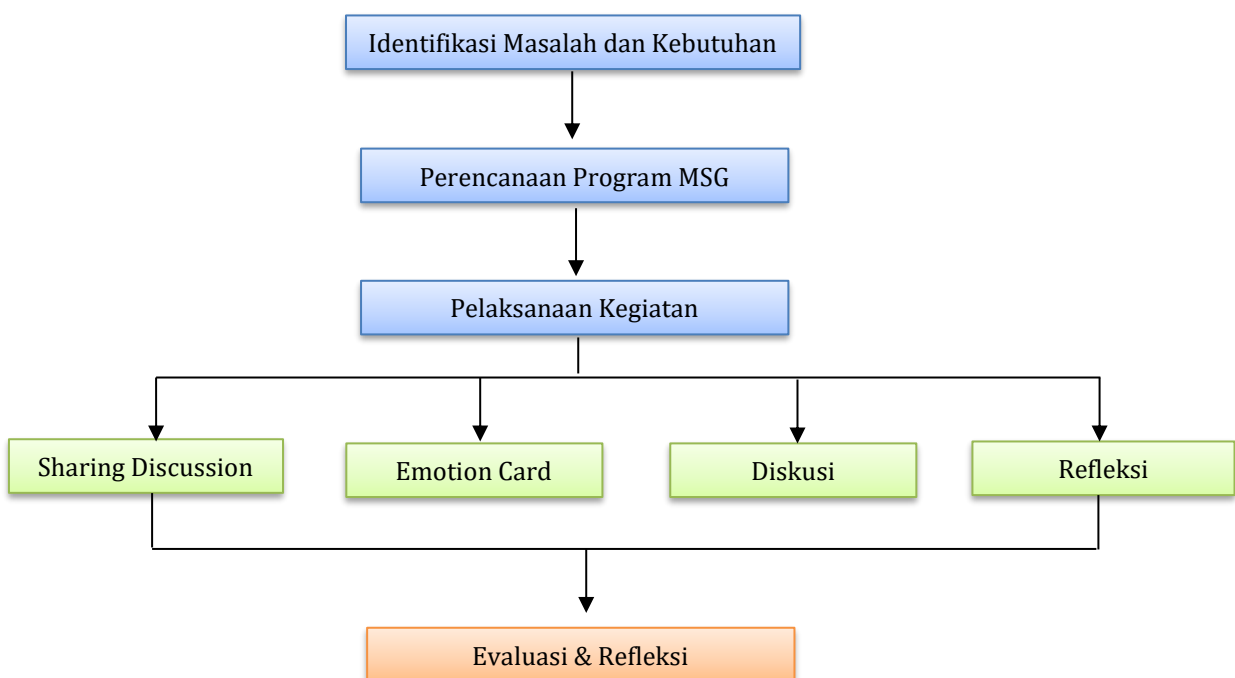 Identifikasi Masalah dan Kebutuhan
Perencanaan Program MSG
Pelaksanaan Kegiatan
Sharing Discussion
Emotion Card
Diskusi
Refleksi
Evaluasi & Refleksi